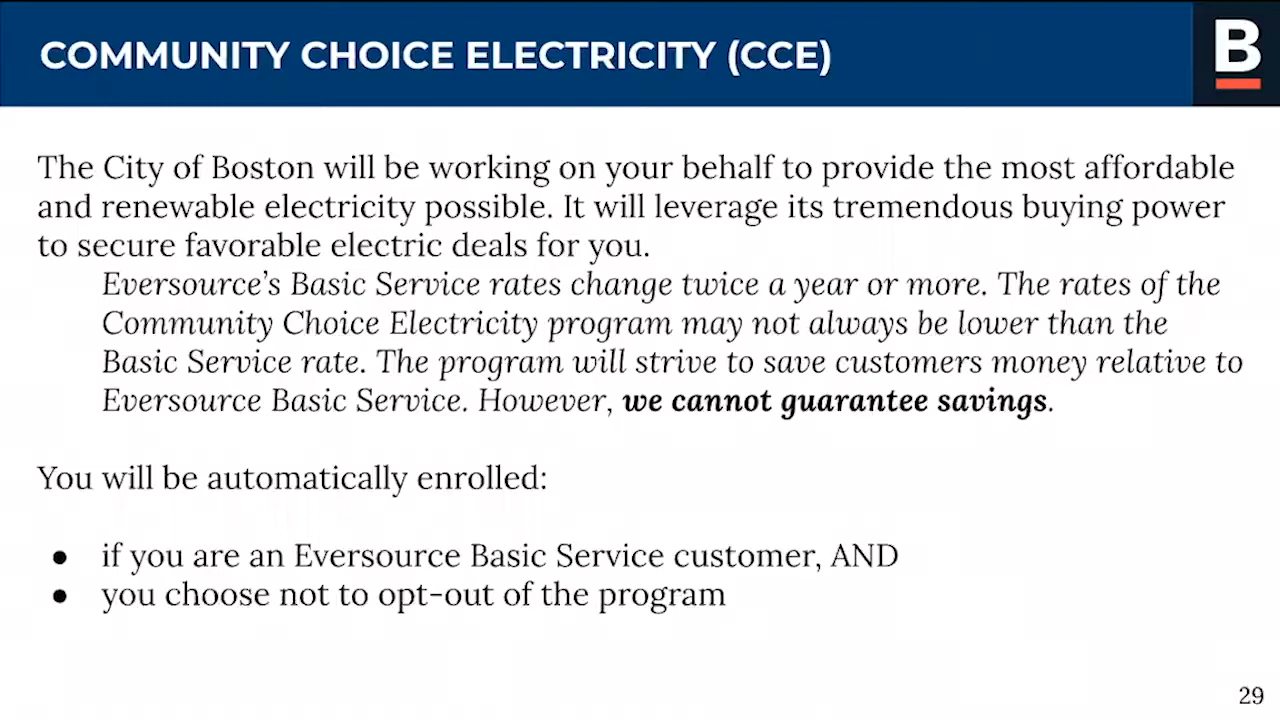 COMMUNITY CHOICE ELECTRICITY (CCE)
B
The City of Boston will be working on your behalf to provide the most affordable
and renewable electricity possible. It will leverage its tremendous buying power
to secure favorable electric deals for you.
Eversource’s Basic Service rates change twice a year or more. The rates of the
Community Choice Electricity program may not always be lower than the
Basic Service rate. The program will strive to save customers money relative to
Eversource Basic Service. However, we cannot guarantee savings.
You will be automatically enrolled:
● if you are an Eversource Basic Service customer, AND
● you choose not to opt-out of the program
29